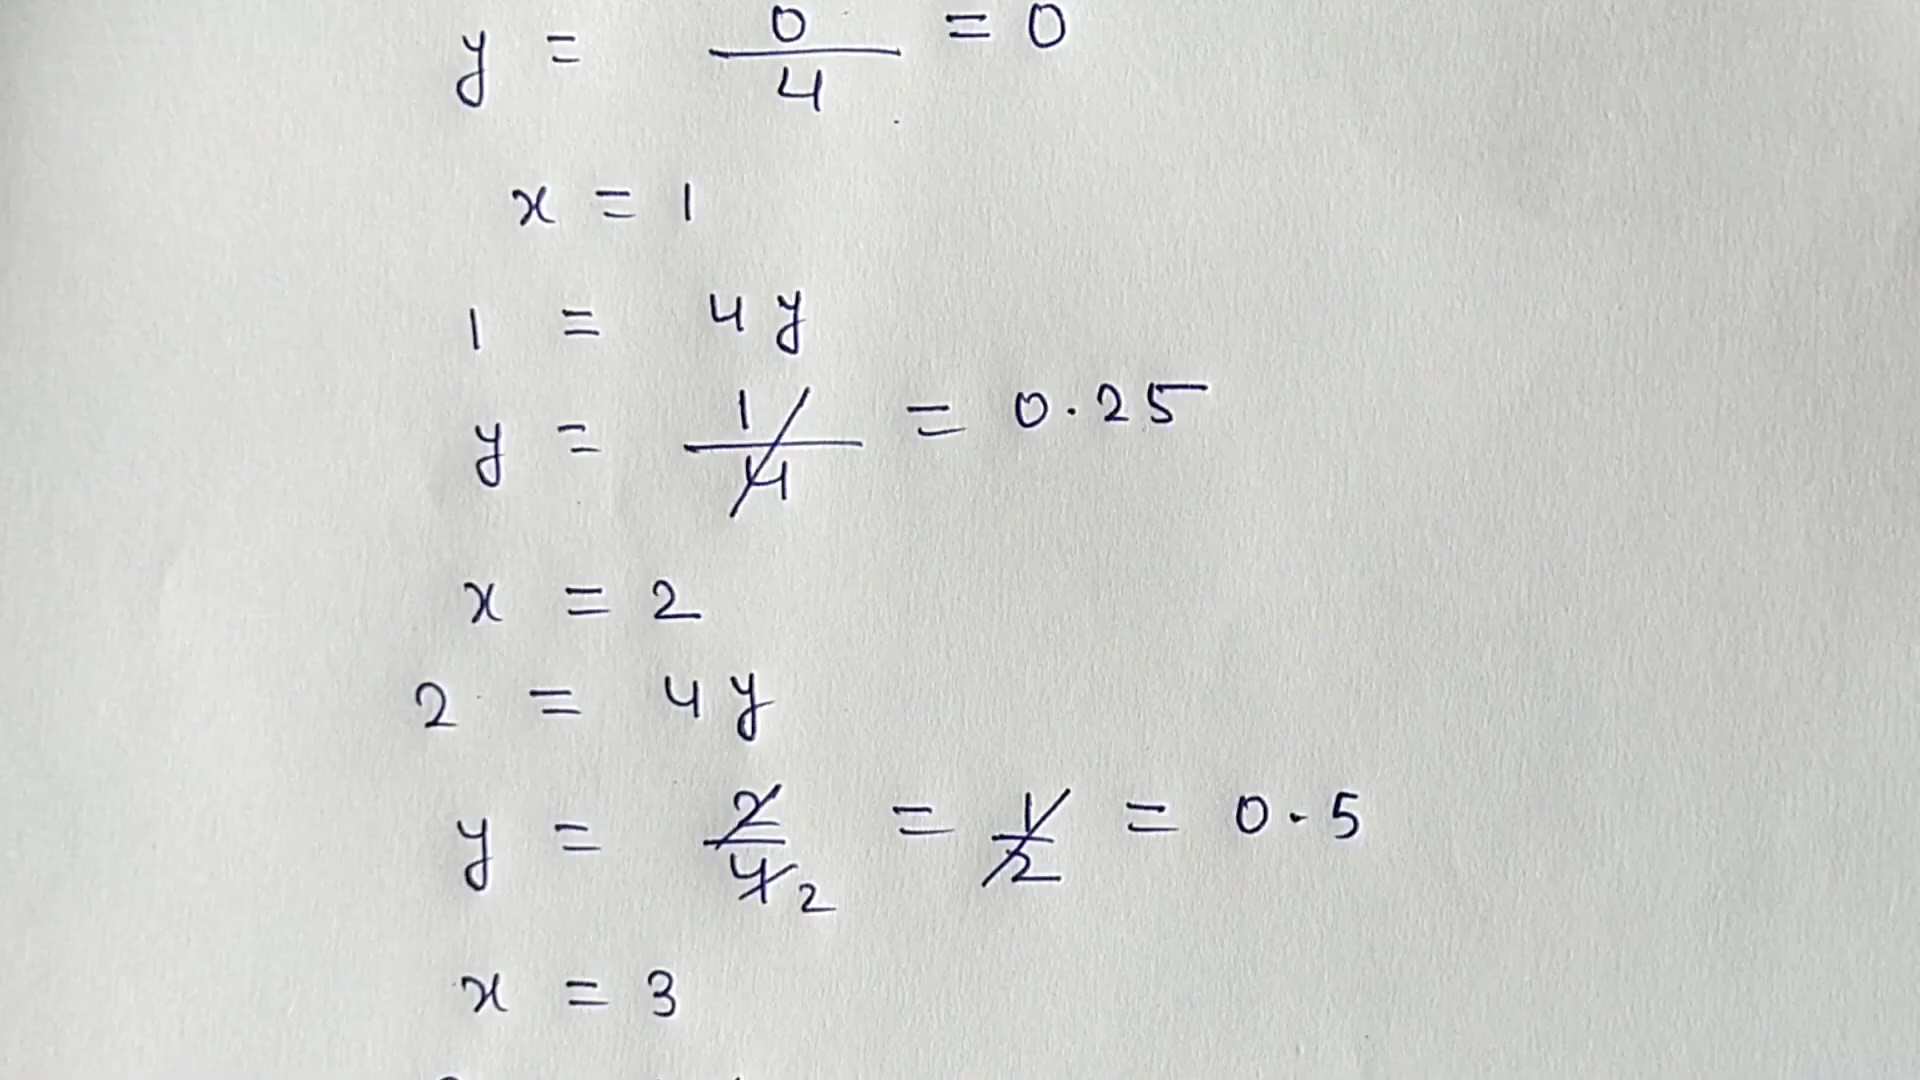 y = 0/4 = 0
x = 1
1 = 4y
y = 1/4 = 0.25
x = 2
2 = 4y
y = 2/4 2 = 1/2 = 0.5
x = 3